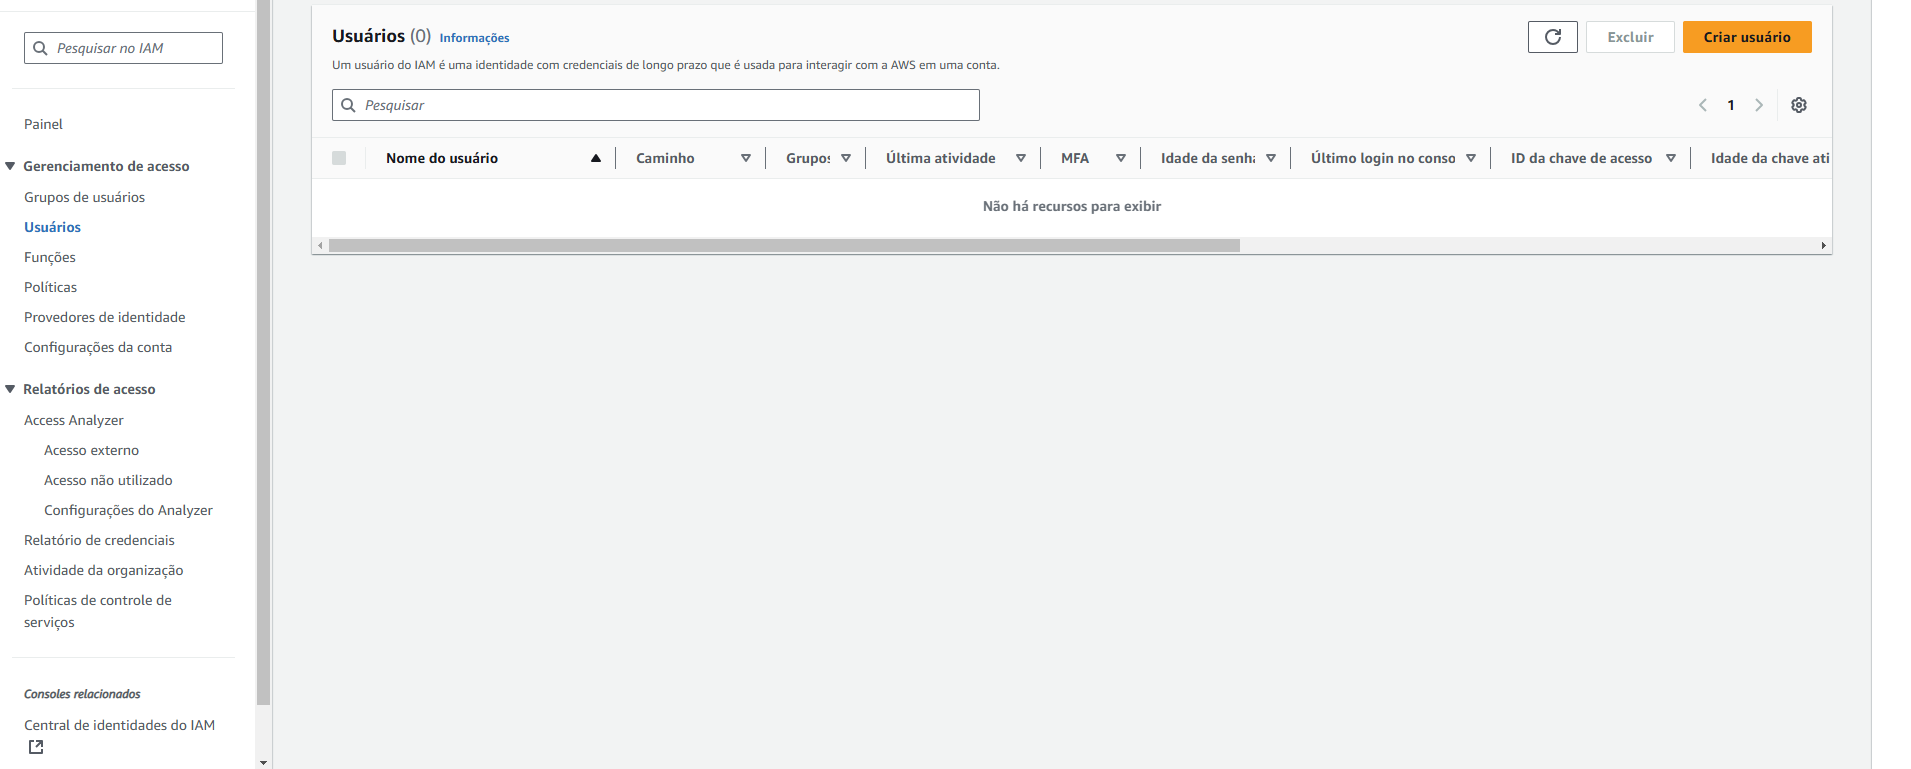 Pesquisar no IAM
Painel
Gerenciamento de acesso
Grupos de usuários
Usuários
Funções
Políticas
Provedores de identidade
Configurações da conta
Relatórios de acesso
Access Analyzer
Acesso externo
Acesso não utilizado
Configurações do Analyzer
Relatório de credenciais
Atividade da organização
Políticas de controle de
serviços
Consoles relacionados
Central de identidades do IAM
Usuários (0) Informações
Excluir
Criar usuário
Um usuário do IAM é uma identidade com credenciais de longo prazo que é usada para interagir com a AWS em uma conta.
Pesquisar
1
Nome do usuário Caminho Grupos Última atividade MFA Idade da senha Último login no conso ID da chave de acesso Idade da chave ati
Não há recursos para exibir